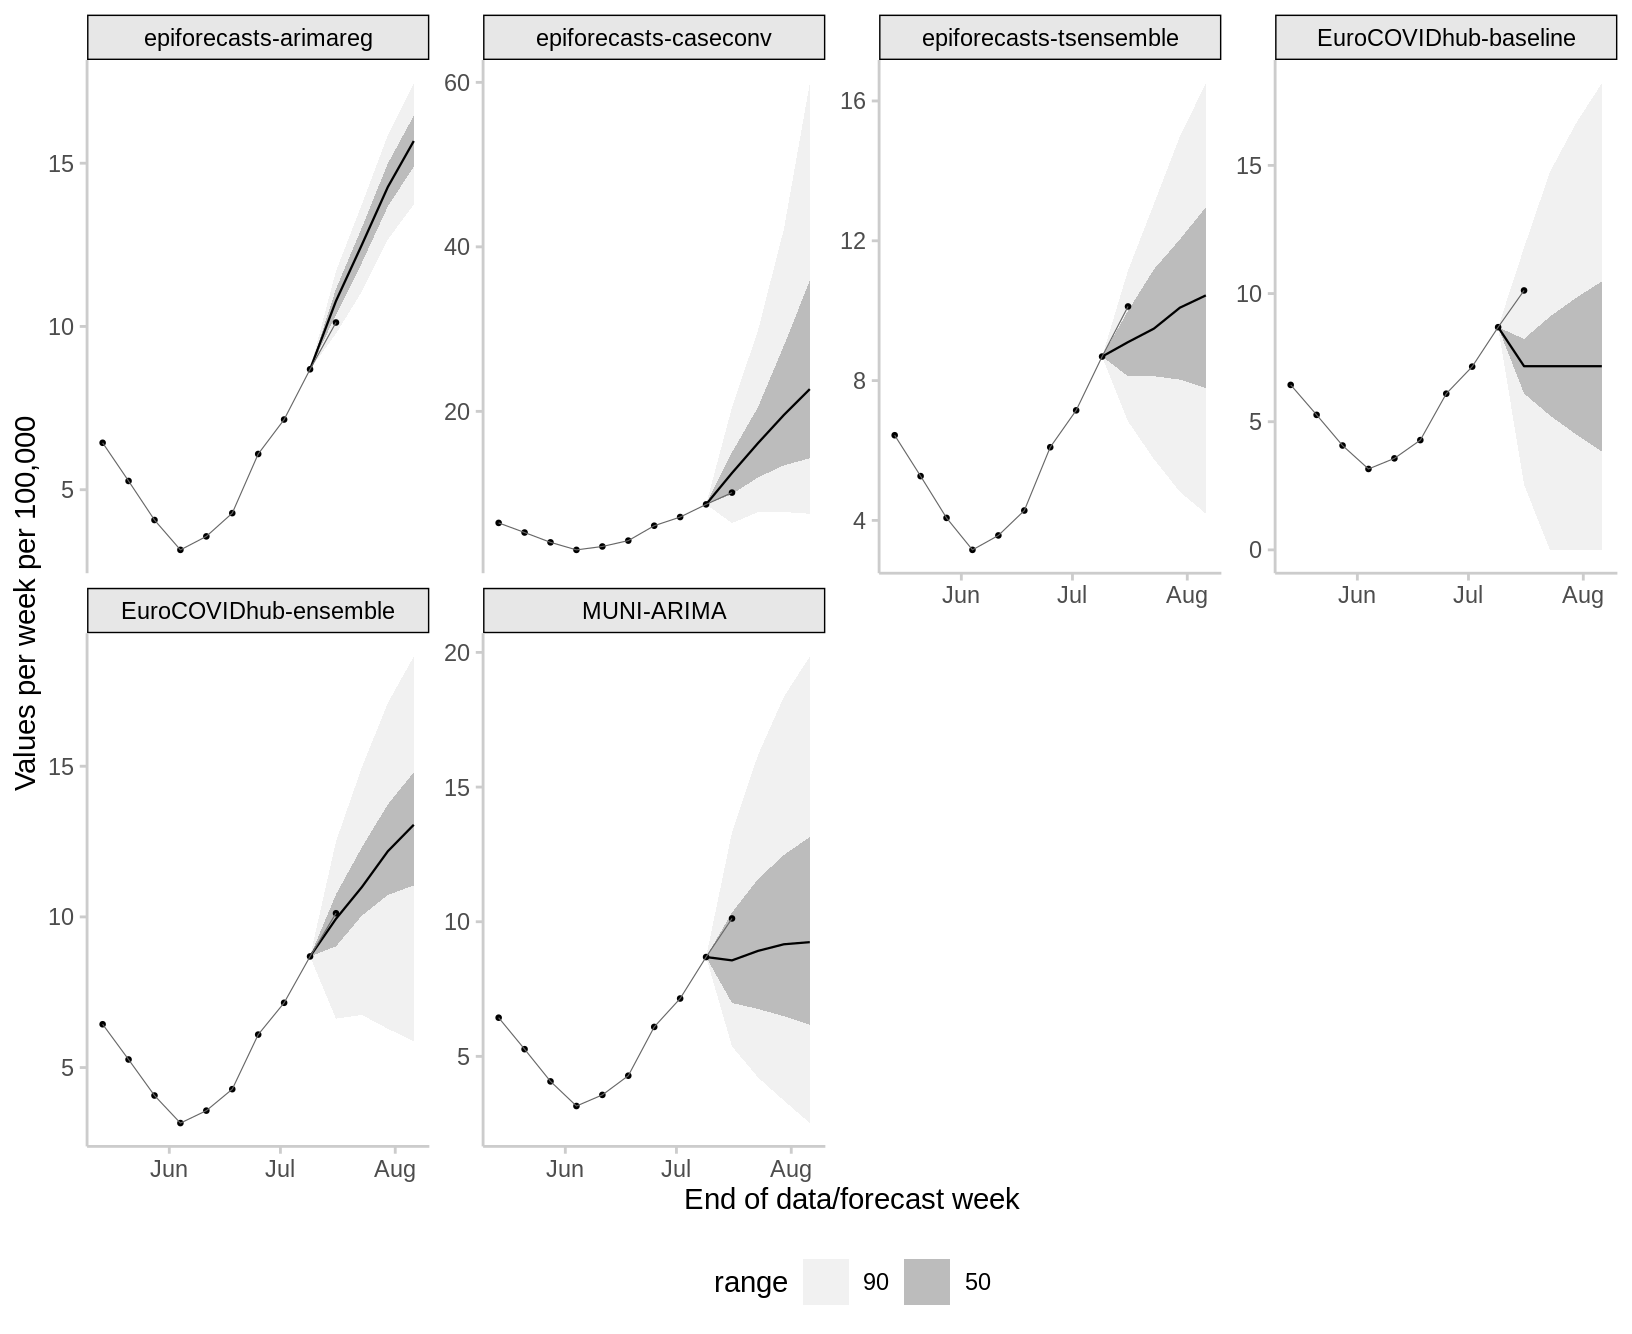 epiforecasts-arimareg
epiforecasts-caseconv
epiforecasts-tsensemble
EuroCOVIDhub-baseline
15
10
5
60
40
20
16
12
8
4
Jun Jul Aug
15
10
5
0
Jun Jul Aug
Values per week per 100,000
EuroCOVIDhub-ensemble
MUNI-ARIMA
15
10
5
Jun Jul Aug
20
15
10
5
Jun Jul Aug
End of data/forecast week
range 90 50